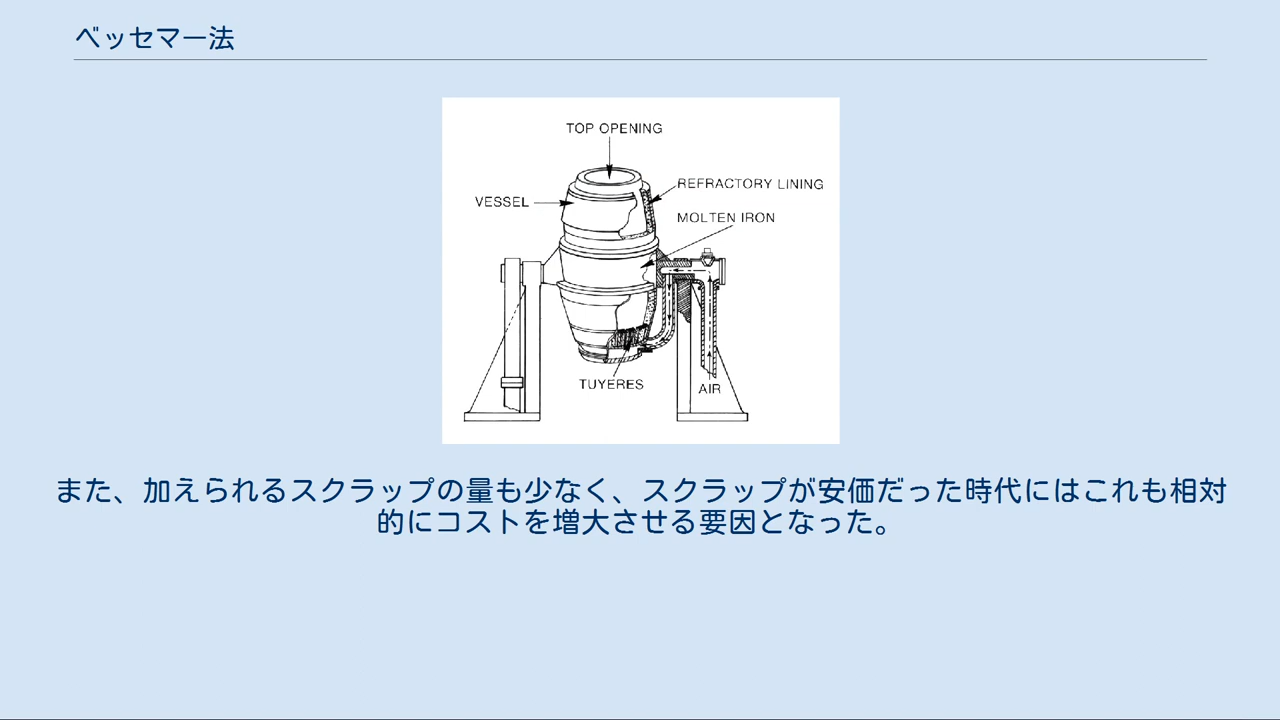 ベッセマー法
TOP OPENING
REFRACTORY LINING
VESSEL
MOLTEN IRON
TUYERES
AIR
また、加えられるスクラップの量も少なく、スクラップが安価だった時代にはこれも相対
的にコストを増大させる要因となった。